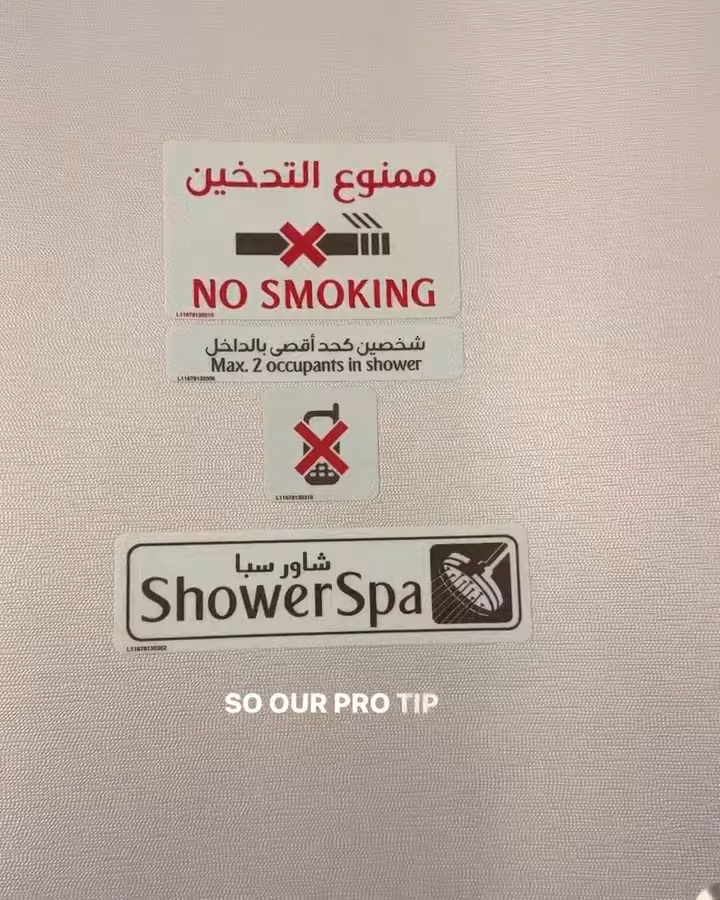 ممنوع التدخين
NO SMOKING
شخصين كحد أقصى بالداخل
Max. 2 occupants in shower
شاور سبا
ShowerSpa
SO OUR PRO TIP